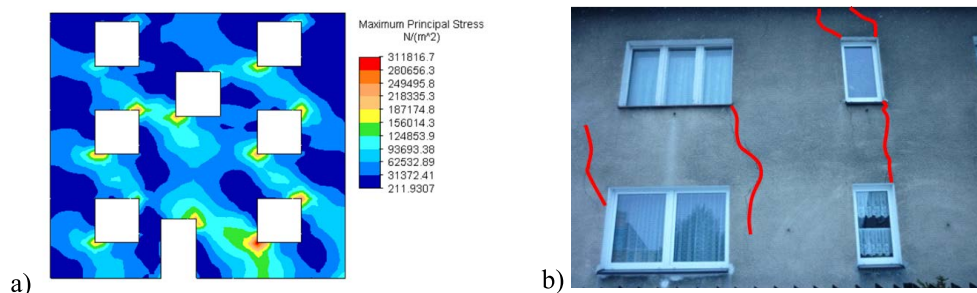 Maximum Principal Stress
N/(m^2)
311816.7
280656.3
249495.8
218335.3
187174.8
156014.3
124853.9
93693.38
62532.89
31372.41
211.9307
a)
b)